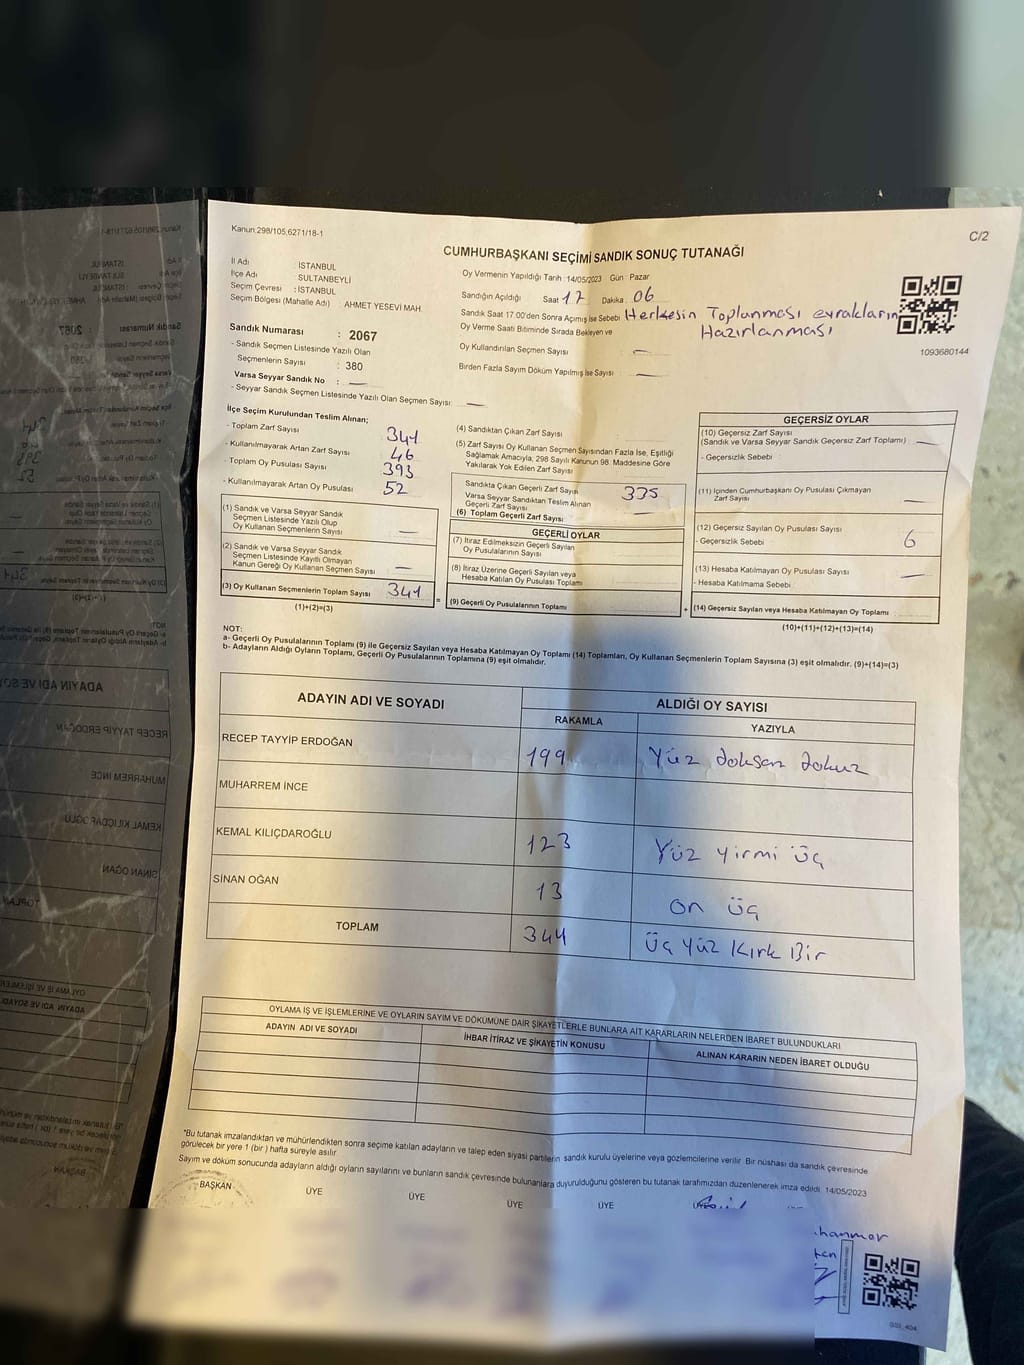 Kanun.298/105,6271/18-1
C/2
CUMHURBAŞKANI SEÇİMİ SANDIK SONUÇ TUTANAĞI
İl Adı İSTANBUL
İlçe Adı SULTANBEYLİ
Seçim Çevresi : İSTANBUL
Seçim Bölgesi (Mahalle Adı) AHMET YESEVİ MAH
Sandık Numarası : 2067
- Sandık Seçmen Listesinde Yazılı Olan
Seçmenlerin Sayısı : 380
Varsa Seyyar Sandık No :
- Seyyar Sandık Seçmen Listesinde Yazılı Olan Seçmen Sayısı
Oy Vermenin Yapıldığı Tarih :14/05/2023 Gün : Pazar
Sandığın Açıldığı Saat 17 Dakika : 06
Sandık Saat 17.00'den Sonra Açımış İse Sebebi Herkesin Toplanması evrakların
Hazırlanması
Oy Verme Saati Bitiminde Sırada Bekleyen ve
Oy Kullandırılan Seçmen Sayısı :
Birden Fazla Sayım Döküm Yapılmış İse Sayısı :
1093680144
İlçe Seçim Kurulundan Teslim Alınan;
- Toplam Zarf Sayısı 341
- Kullanılmayarak Artan Zarf Sayısı 46
- Toplam Oy Pusulası Sayısı 393
- Kullanılmayarak Artan Oy Pusulası 52
(1) Sandık ve Varsa Seyyar Sandık
Seçmen Listesinde Yazılı Olup
Oy Kullanan Seçmenlerin Sayısı
(2) Sandık ve Varsa Seyyar Sandık
Seçmen Listesinde Kayıtlı Olmayan
Kanun Gereği Oy Kullanan Seçmen Sayısı
(3) Oy Kullanan Seçmenlerin Toplam Sayısı 341
(1)+(2)=(3)
(4) Sandıktan Çıkan Zarf Sayısı
(5) Zarf Sayısı Oy Kullanan Seçmen Sayısından Fazla İse, Eşitliği
Sağlamak Amacıyla, 298 Sayılı Kanunun 98. Maddesine Göre
Yakılarak Yok Edilen Zarf Sayısı
Sandıkta Çıkan Geçerli Zarf Sayısı 335
Varsa Seyyar Sandıktan Teslim Alınan
Geçerli Zarf Sayısı
(6) Toplam Geçerli Zarf Sayısı
GEÇERLİ OYLAR
(7) İtiraz Edilmeksizin Geçerli Sayılan
Oy Pusulalarının Sayısı
(8) İtiraz Üzerine Geçerli Sayılan veya
Hesaba Katılan Oy Pusulası Toplamı
(9) Geçerli Oy Pusulalarının Toplamı
GEÇERSİZ OYLAR
(10) Geçersiz Zarf Sayısı
(Sandık ve Varsa Seyyar Sandık Geçersiz Zarf Toplamı)
- Geçersizlik Sebebi
(11) İçinden Cumhurbaşkanı Oy Pusulası Çıkmayan
Zarf Sayısı
(12) Geçersiz Sayılan Oy Pusulası Sayısı 6
- Geçersizlik Sebebi
(13) Hesaba Katılmayan Oy Pusulası Sayısı
- Hesaba Katılmama Sebebi
(14) Geçersiz Sayılan veya Hesaba Katılmayan Oy Toplamı
(10)+(11)+(12)+(13)=(14)
NOT:
a- Geçerli Oy Pusulalarının Toplamı (9) ile Geçersiz Sayılan veya Hesaba Katılmayan Oy Toplamı (14) Toplamları, Oy Kullanan Seçmenlerin Toplam Sayısına (3) eşit olmalıdır. (9)+(14)=(3)
b- Adayların Aldığı Oyların Toplamı, Geçerli Oy Pusulalarının Toplamına (9) eşit olmalıdır.
ADAYIN ADI VE SOYADI
ALDIĞI OY SAYISI
RAKAMLA YAZIYLA
RECEP TAYYİP ERDOĞAN 199 Yüz doksan dokuz
MUHARREM İNCE
KEMAL KILIÇDAROĞLU 123 Yüz yirmi üç
SİNAN OĞAN 13 on üç
TOPLAM 344 Üç yüz Kırk Bir
OYLAMA İŞ VE İŞLEMLERİNE VE OYLARIN SAYIM VE DÖKÜMÜNE DAİR ŞİKAYETLERLE BUNLARA AİT KARARLARIN NELERDEN İBARET BULUNDUKLARI
ADAYIN ADI VE SOYADI İHBAR İTİRAZ VE ŞİKAYETİN KONUSU ALINAN KARARIN NEDEN İBARET OLDUĞU
"Bu tutanak imzalandıktan ve mühürlendikten sonra seçime katılan adayların ve talep eden siyasi partilerin sandık kurulu üyelerine veya gözlemcilerine verilir. Bir nüshası da sandık çevresinde
görülecek bir yere 1 (bir) hafta süreyle asılır
Sayım ve döküm sonucunda adayların aldığı oyların sayılarını ve bunların sandık çevresinde bulunanlara duyurulduğunu gösteren bu tutanak tarafımızdan düzenlenerek imza edildi. 14/05/2023
BAŞKAN ÜYE ÜYE ÜYE ÜYE